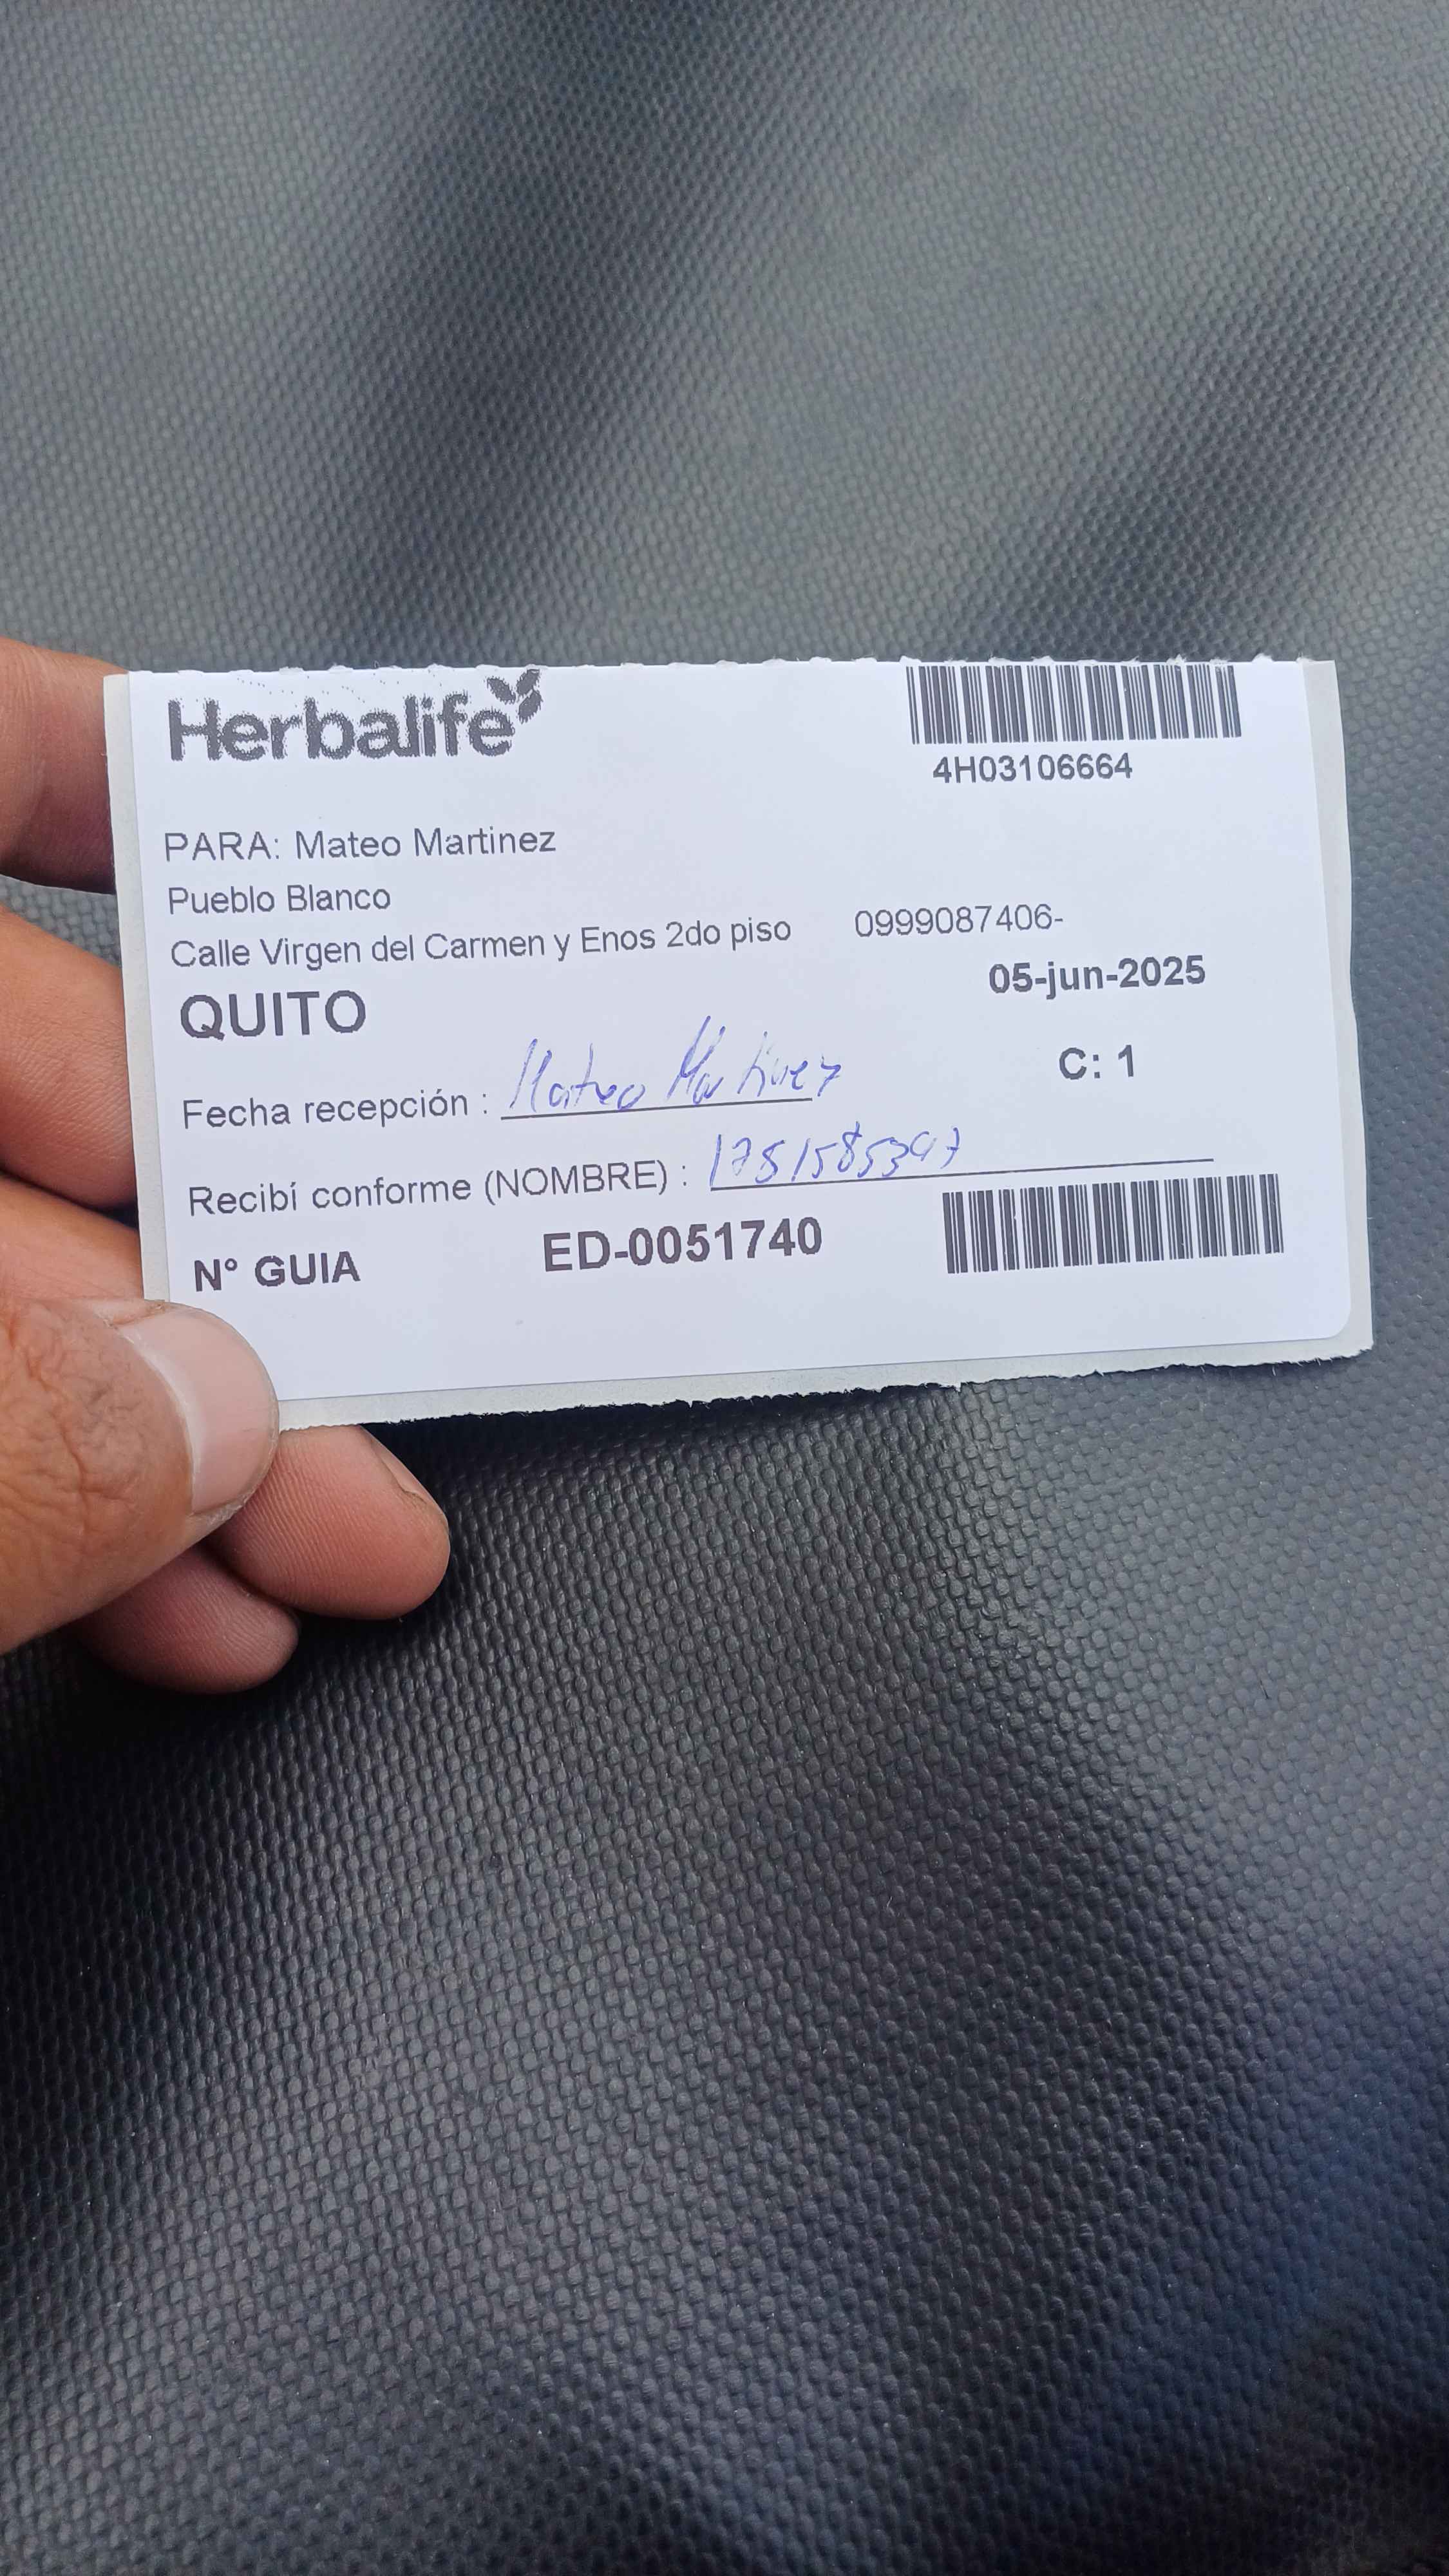 Herbalife
4H03106664
PARA: Mateo Martinez
Pueblo Blanco
Calle Virgen del Carmen y Enos 2do piso 0999087406-
QUITO 05-jun-2025
C: 1
Fecha recepción : Mateo Martinez
Recibí conforme (NOMBRE) : 1751585397
N° GUIA ED-0051740